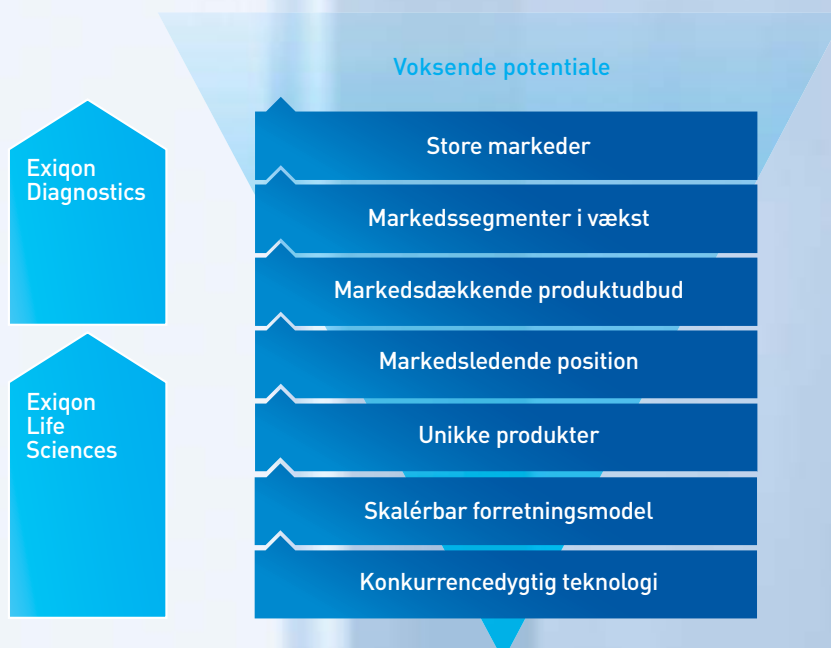 Voksende potentiale
Exiqon
Diagnostics
Store markeder
Markedssegmenter i vækst
Markedsdækkende produktudbud
Exiqon
Life
Sciences
Markedsledende position
Unikke produkter
Skalérbar forretningsmodel
Konkurrencedygtig teknologi